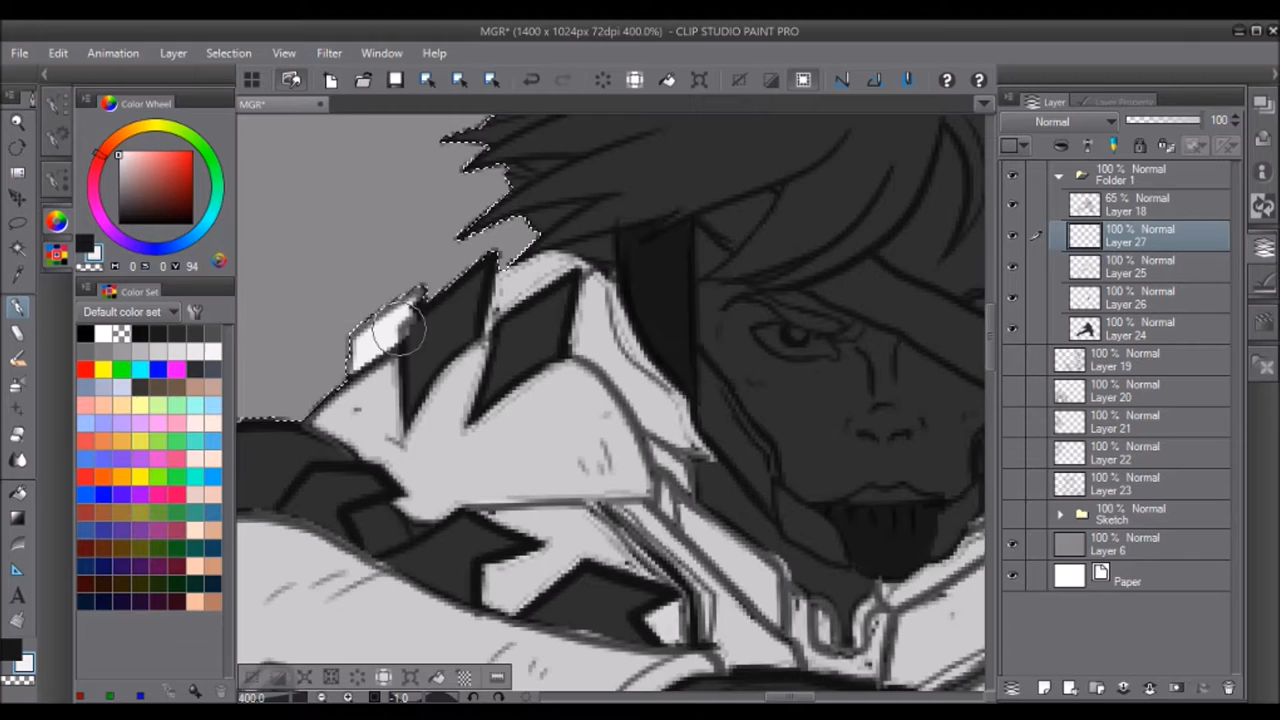 MGR* (1400 x 1024px 72dpi 400.0%) - CLIP STUDIO PAINT PRO
File Edit Animation Layer Selection View Filter Window Help
MGR*
Color Wheel
H 0 S 0 V 94
Color Set
Default color set
Layer Layer Property
Normal 100
100 % Normal
Folder 1
65 % Normal
Layer 18
100 % Normal
Layer 27
100 % Normal
Layer 25
100 % Normal
Layer 26
100 % Normal
Layer 24
100 % Normal
Layer 19
100 % Normal
Layer 20
100 % Normal
Layer 21
100 % Normal
Layer 22
100 % Normal
Layer 23
100 % Normal
Sketch
100 % Normal
Layer 6
Paper
400.0
-1.0